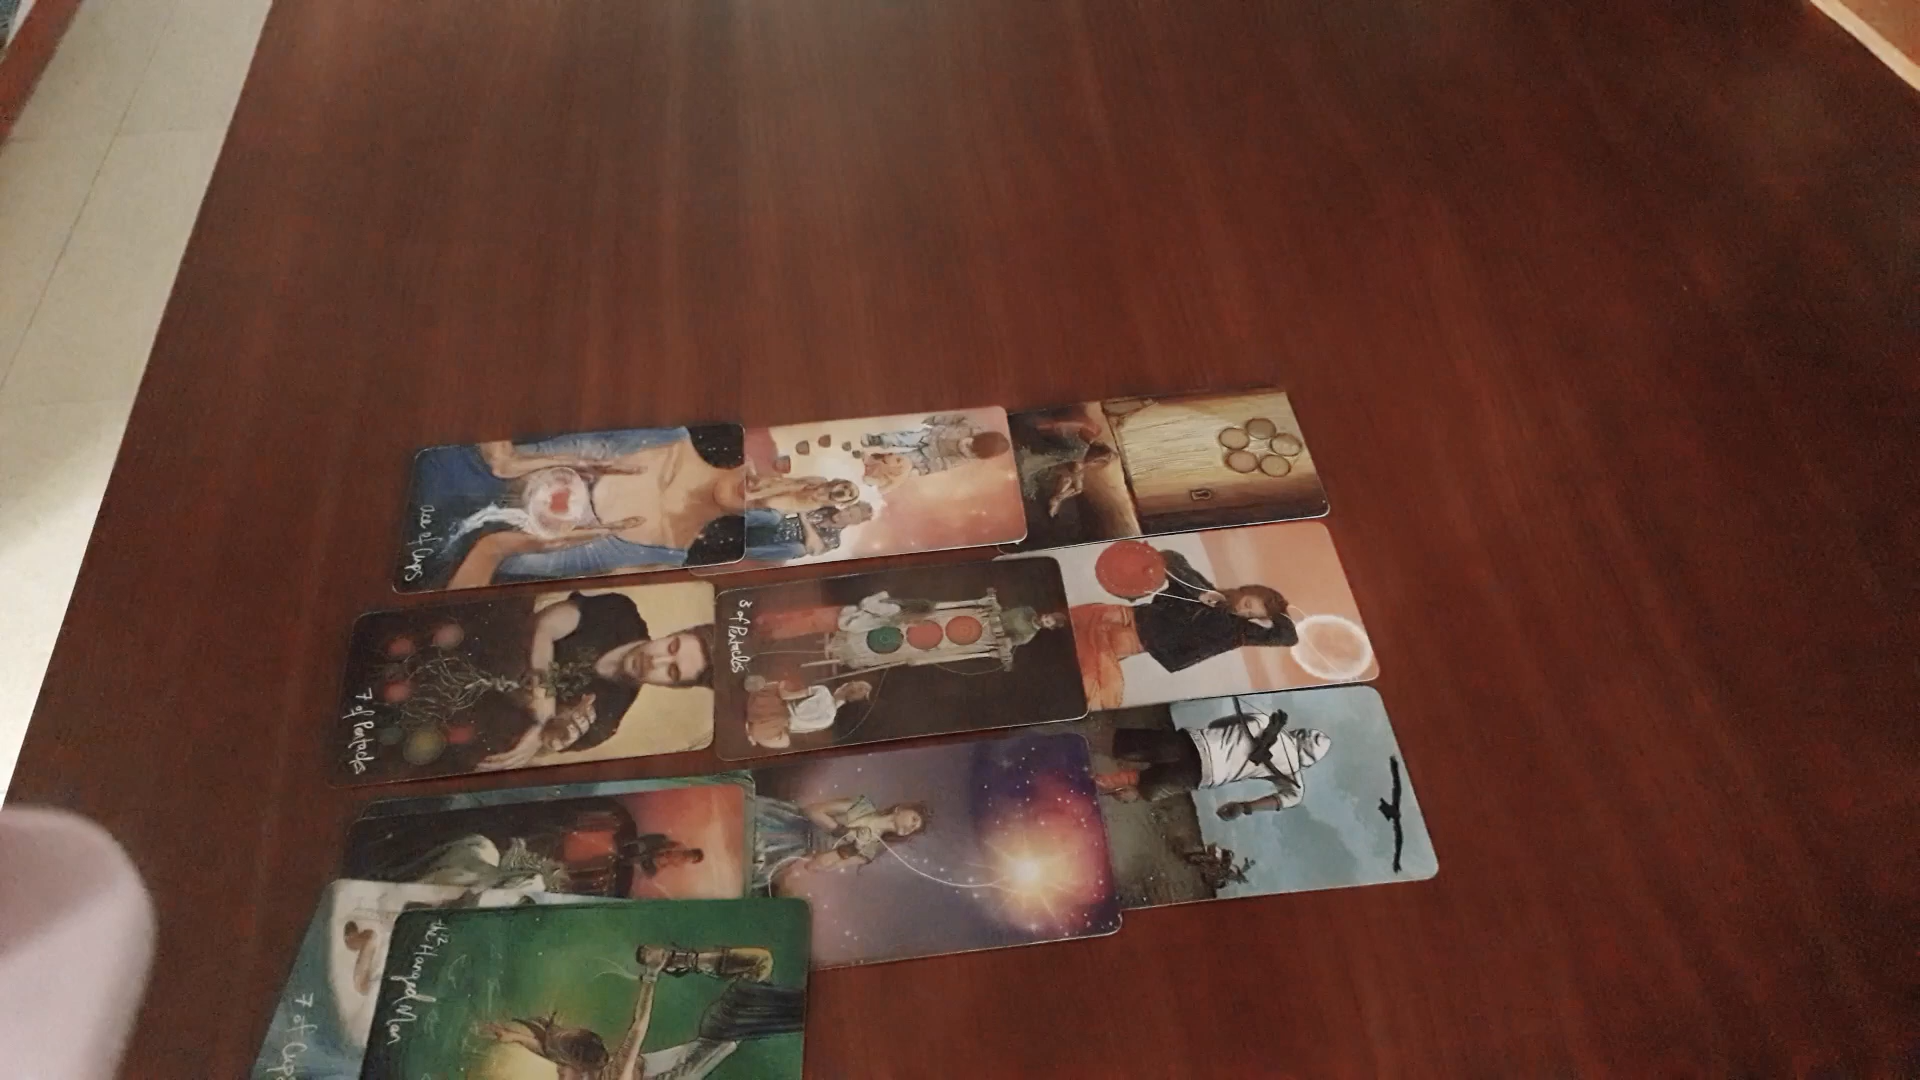 Ace of Cups
3 of Pentacles
7 of Pentacles
12
the Hanged Man
7 of Cups